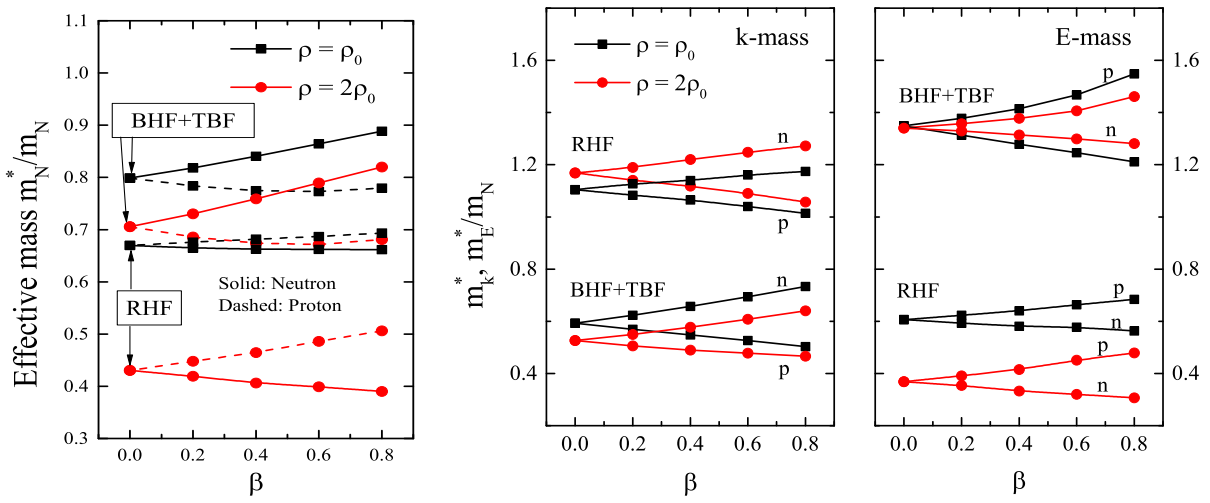 Effective mass m*N/mN
0.9
1.1
1.0
0.9
0.8
0.7
0.6
0.5
0.4
0.3
ρ = ρ0
ρ = 2ρ0
BHF+TBF
RHF
Solid: Neutron
Dashed: Proton
0.0 0.2 0.4 0.6 0.8
β
m*k, m*E/mN
1.6
1.2
0.8
0.4
k-mass
ρ = ρ0
ρ = 2ρ0
RHF
n
p
BHF+TBF
n
p
0.0 0.2 0.4 0.6 0.8
β
E-mass
p
BHF+TBF
n
RHF
p
n
p
n
1.6
1.2
0.8
0.4
0.0 0.2 0.4 0.6 0.8
β